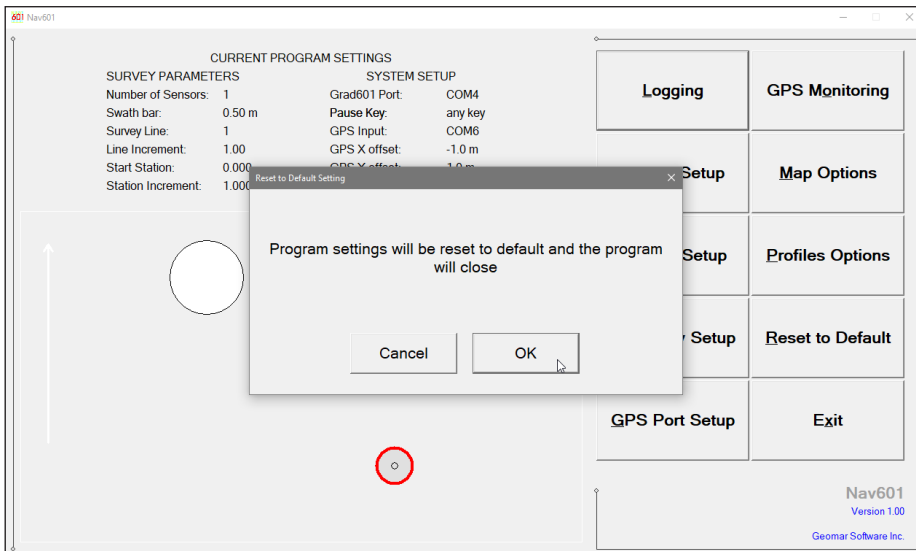 601 Nav601
CURRENT PROGRAM SETTINGS
SURVEY PARAMETERS SYSTEM SETUP
Number of Sensors: 1 Grad601 Port: COM4
Swath bar: 0.50 m Pause Key: any key
Survey Line: 1 GPS Input: COM6
Line Increment: 1.00 GPS X offset: -1.0 m
Start Station: 0.000
Station Increment: 1.000
Reset to Default Setting
Program settings will be reset to default and the program
will close
Cancel OK
Logging GPS Monitoring
Setup Map Options
Setup Profiles Options
Setup Reset to Default
GPS Port Setup Exit
Nav601
Version 1.00
Geomar Software Inc.